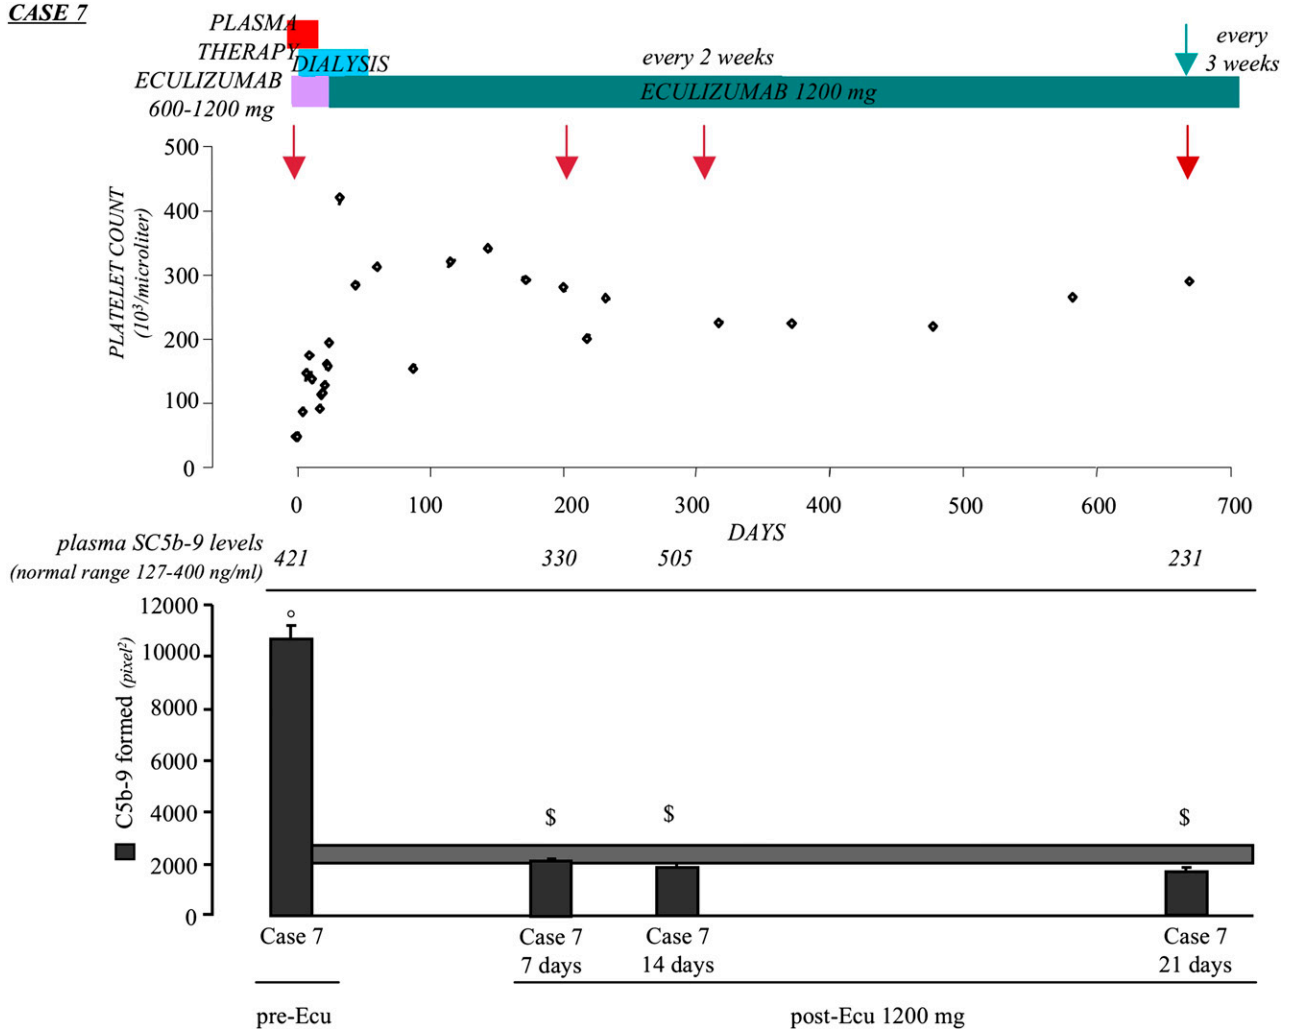 CASE 7
PLASMA
THERAPY
DIALYSIS
ECULIZUMAB
600-1200 mg
every 2 weeks
ECULIZUMAB 1200 mg
every
3 weeks
PLATELET COUNT
(10³/microliter)
500
400
300
200
100
0
0 100 200 300 400 500 600 700
DAYS
plasma SC5b-9 levels
(normal range 127-400 ng/ml)
421 330 505 231
C5b-9 formed (pixel²)
12000
10000
8000
6000
4000
2000
0
° $ $ $
Case 7 Case 7 Case 7 Case 7
7 days 14 days 21 days
pre-Ecu post-Ecu 1200 mg